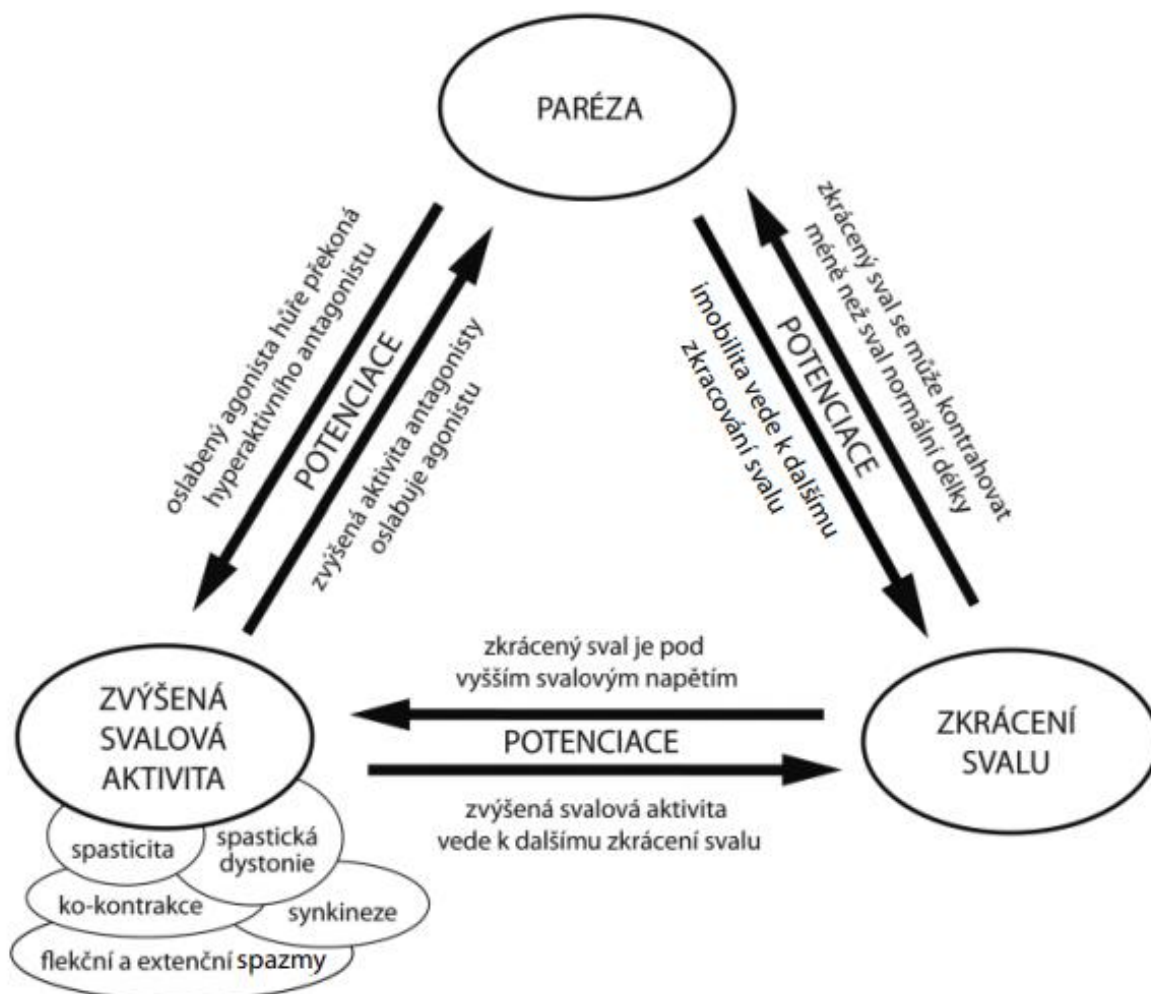 PARÉZA
oslabený agonista hůře překoná
hyperaktivního antagonistu
POTENCIACE
zvýšená aktivita antagonisty
oslabuje agonistu
zkrácený sval se může kontrahovat
méně než sval normální délky
POTENCIACE
imobilita vede k dalšímu
zkracování svalu
ZVÝŠENÁ
SVALOVÁ
AKTIVITA
zkrácený sval je pod
vyšším svalovým napětím
POTENCIACE
zvýšená svalová aktivita
vede k dalšímu zkrácení svalu
ZKRÁCENÍ
SVALU
spasticita
spastická
dystonie
ko-kontrakce
synkineze
flekční a extenční spazmy